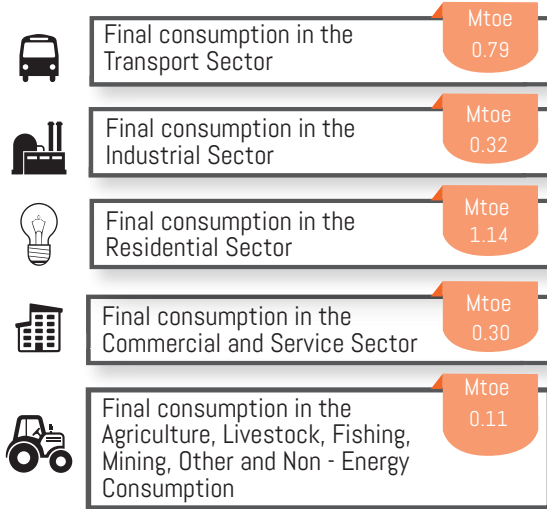 Final consumption in the
Transport Sector
Mtoe
0.79
Final consumption in the
Industrial Sector
Mtoe
0.32
Final consumption in the
Residential Sector
Mtoe
1.14
Final consumption in the
Commercial and Service Sector
Mtoe
0.30
Final consumption in the
Agriculture, Livestock, Fishing,
Mining, Other and Non - Energy
Consumption
Mtoe
0.11